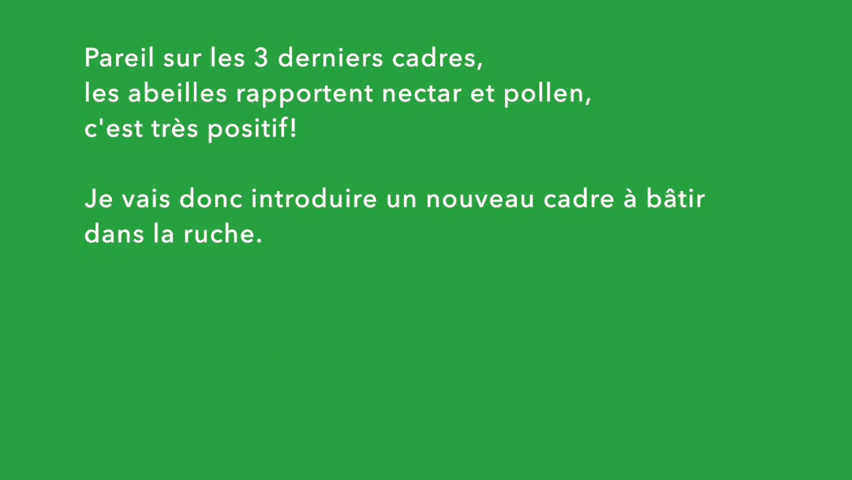 Pareil sur les 3 derniers cadres,
les abeilles rapportent nectar et pollen,
c'est très positif!
Je vais donc introduire un nouveau cadre à bâtir
dans la ruche.